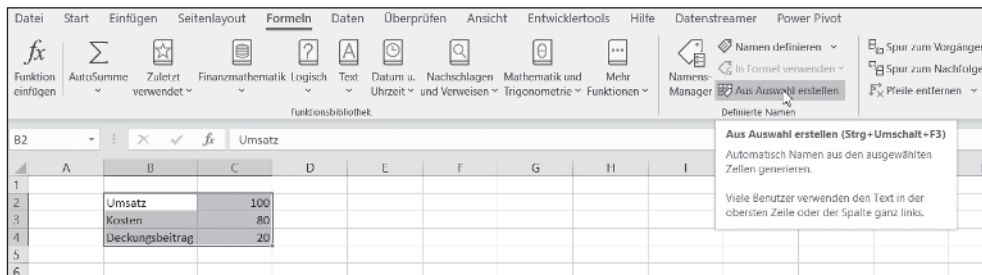 Datei Start Einfügen Seitenlayout Formeln Daten Überprüfen Ansicht Entwicklertools Hilfe Datenstreamer Power Pivot
fx Σ ? A θ
Funktion einfügen
AutoSumme
Zuletzt verwendet
Finanzmathematik
Logisch
Text
Datum u. Uhrzeit
Nachschlagen und Verweisen
Mathematik und Trigonometrie
Mehr Funktionen
Funktionsbibliothek
Namens-Manager
Namen definieren
In Formel verwenden
Aus Auswahl erstellen
Definierte Namen
Spur zum Vorgänger
Spur zum Nachfolge
Pfeile entfernen
B2 fx Umsatz
A B C D E F G H I
1
2 Umsatz 100
3 Kosten 80
4 Deckungsbeitrag 20
5
6
Aus Auswahl erstellen (Strg+Umschalt+F3)
Automatisch Namen aus den ausgewählten
Zellen generieren.
Viele Benutzer verwenden den Text in der
obersten Zeile oder der Spalte ganz links.